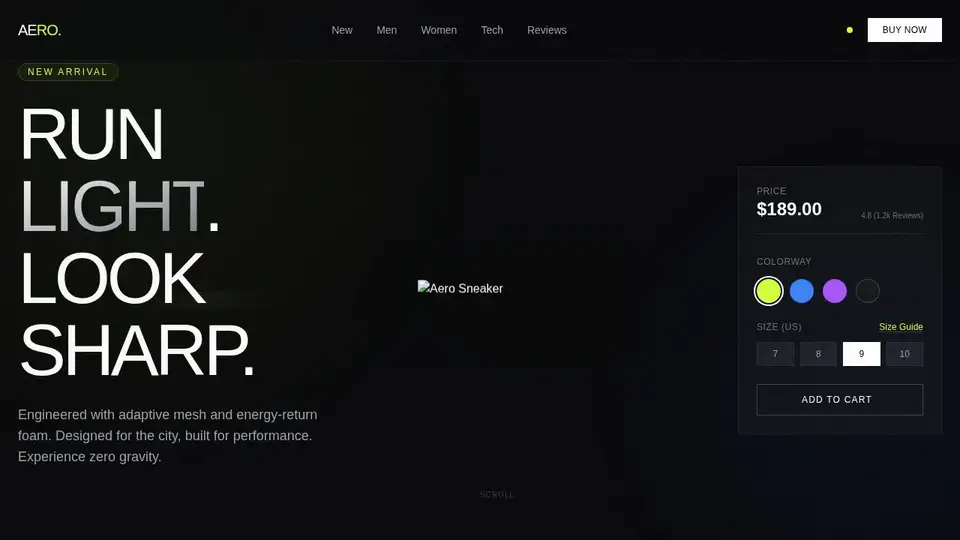 AERO.
New Men Women Tech Reviews
BUY NOW
NEW ARRIVAL
RUN
LIGHT.
LOOK
SHARP.
Engineered with adaptive mesh and energy-return
foam. Designed for the city, built for performance.
Experience zero gravity.
Aero Sneaker
SCROLL
PRICE
$189.00
4.8 (1.2k Reviews)
COLORWAY
SIZE (US) Size Guide
7 8 9 10
ADD TO CART